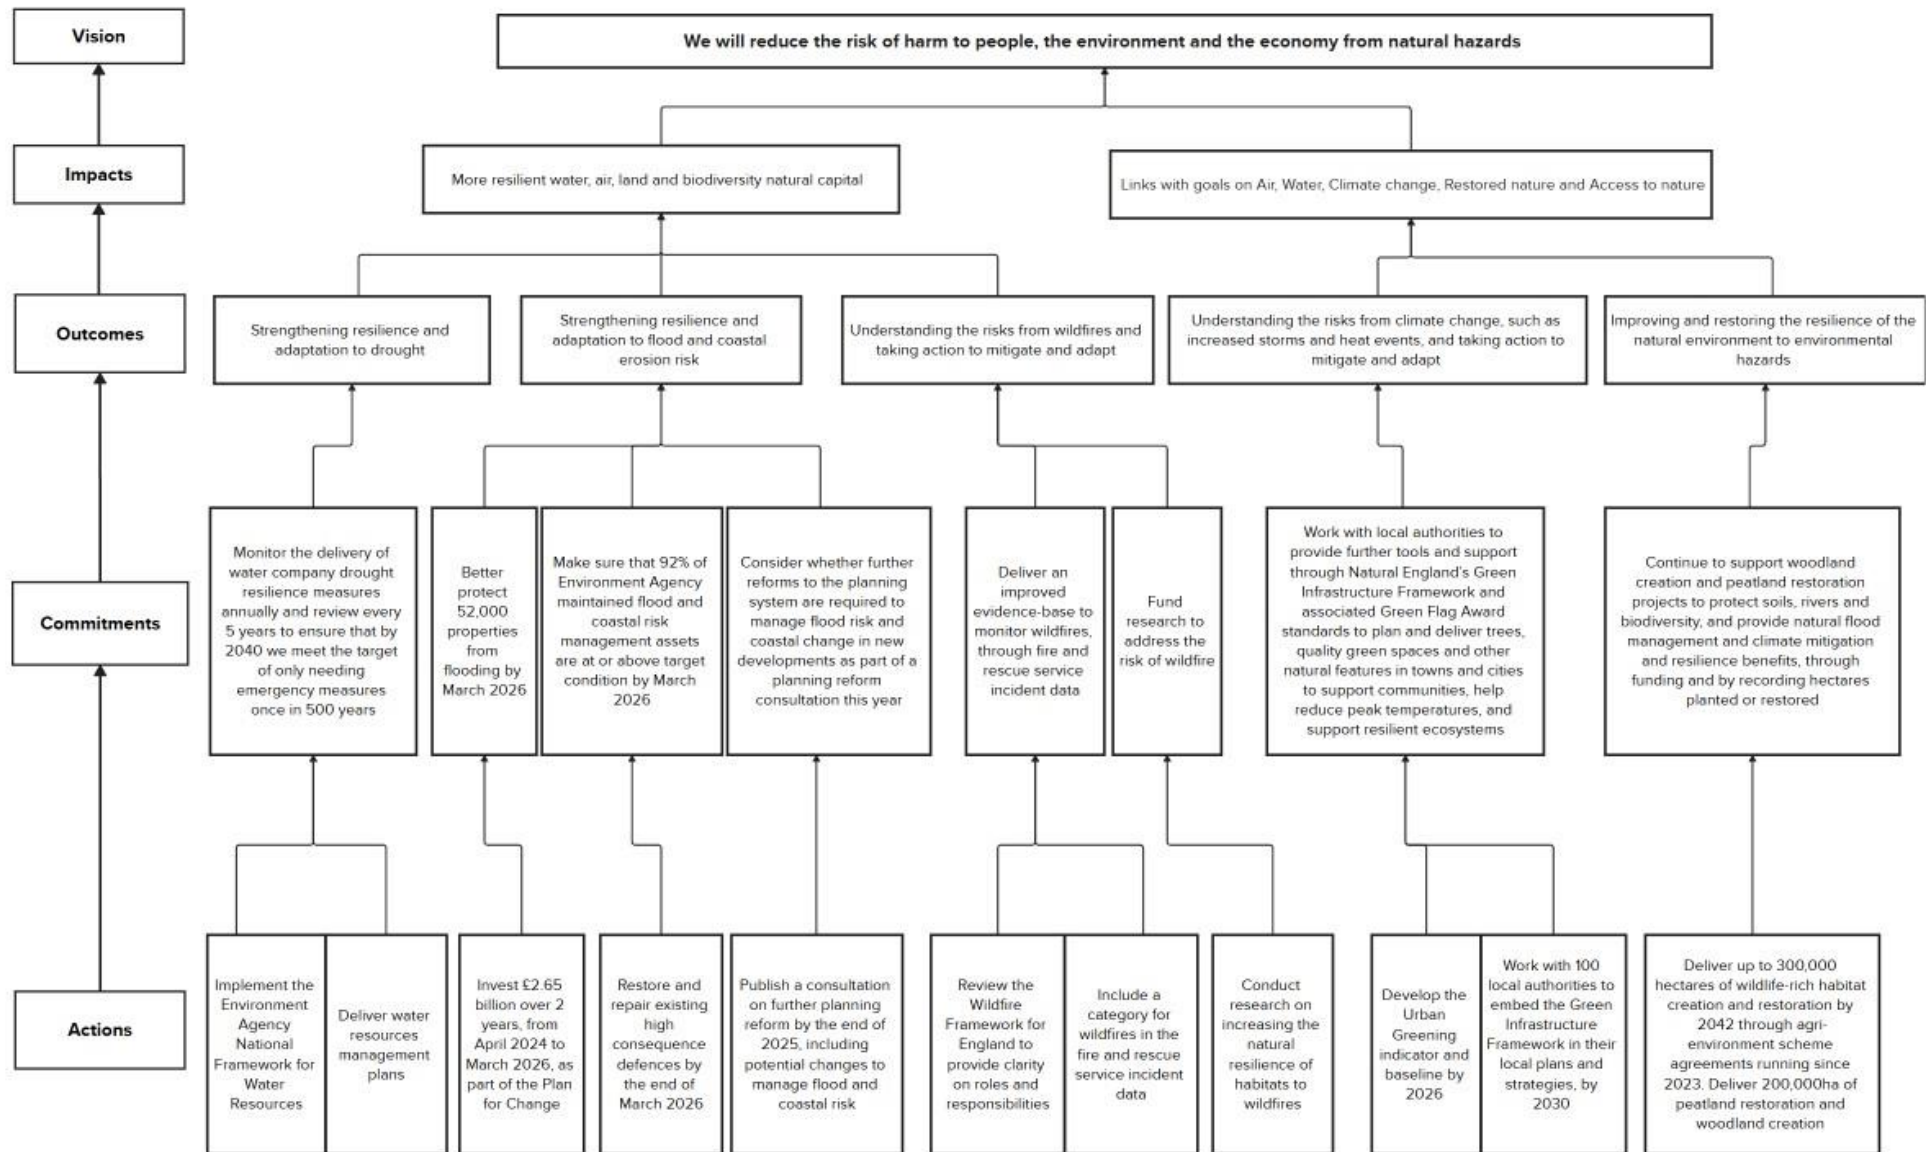 Vision
We will reduce the risk of harm to people, the environment and the economy from natural hazards
Impacts
More resilient water, air, land and biodiversity natural capital
Links with goals on Air, Water, Climate change, Restored nature and Access to nature
Outcomes
Strengthening resilience and
adaptation to drought
Strengthening resilience and
adaptation to flood and coastal
erosion risk
Understanding the risks from wildfires and
taking action to mitigate and adapt
Understanding the risks from climate change, such as
increased storms and heat events, and taking action to
mitigate and adapt
Improving and restoring the resilience of the
natural environment to environmental
hazards
Commitments
Monitor the delivery of
water company drought
resilience measures
annually and review every
5 years to ensure that by
2040 we meet the target
of only needing
emergency measures
once in 500 years
Better
protect
52,000
properties
from
flooding by
March 2026
Make sure that 92% of
Environment Agency
maintained flood and
coastal risk
management assets
are at or above target
condition by March
2026
Consider whether further
reforms to the planning
system are required to
manage flood risk and
coastal change in new
developments as part of a
planning reform
consultation this year
Deliver an
improved
evidence-base to
monitor wildfires,
through fire and
rescue service
incident data
Fund
research to
address the
risk of wildfire
Work with local authorities to
provide further tools and support
through Natural England's Green
Infrastructure Framework and
associated Green Flag Award
standards to plan and deliver trees,
quality green spaces and other
natural features in towns and cities
to support communities, help
reduce peak temperatures, and
support resilient ecosystems
Continue to support woodland
creation and peatland restoration
projects to protect soils, rivers and
biodiversity, and provide natural flood
management and climate mitigation
and resilience benefits, through
funding and by recording hectares
planted or restored
Actions
Implement the
Environment
Agency
National
Framework for
Water
Resources
Deliver water
resources
management
plans
Invest £2.65
billion over 2
years, from
April 2024 to
March 2026, as
part of the Plan
for Change
Restore and
repair existing
high
consequence
defences by
the end of
March 2026
Publish a consultation
on further planning
reform by the end of
2025, including
potential changes to
manage flood and
coastal risk
Review the
Wildfire
Framework for
England to
provide clarity
on roles and
responsibilities
Include a
category for
wildfires in the
fire and rescue
service incident
data
Conduct
research on
increasing the
natural
resilience of
habitats to
wildfires
Develop the
Urban
Greening
indicator and
baseline by
2026
Work with 100
local authorities to
embed the Green
Infrastructure
Framework in their
local plans and
strategies, by
2030
Deliver up to 300,000
hectares of wildlife-rich habitat
creation and restoration by
2042 through agri-
environment scheme
agreements running since
2023. Deliver 200,000ha of
peatland restoration and
woodland creation